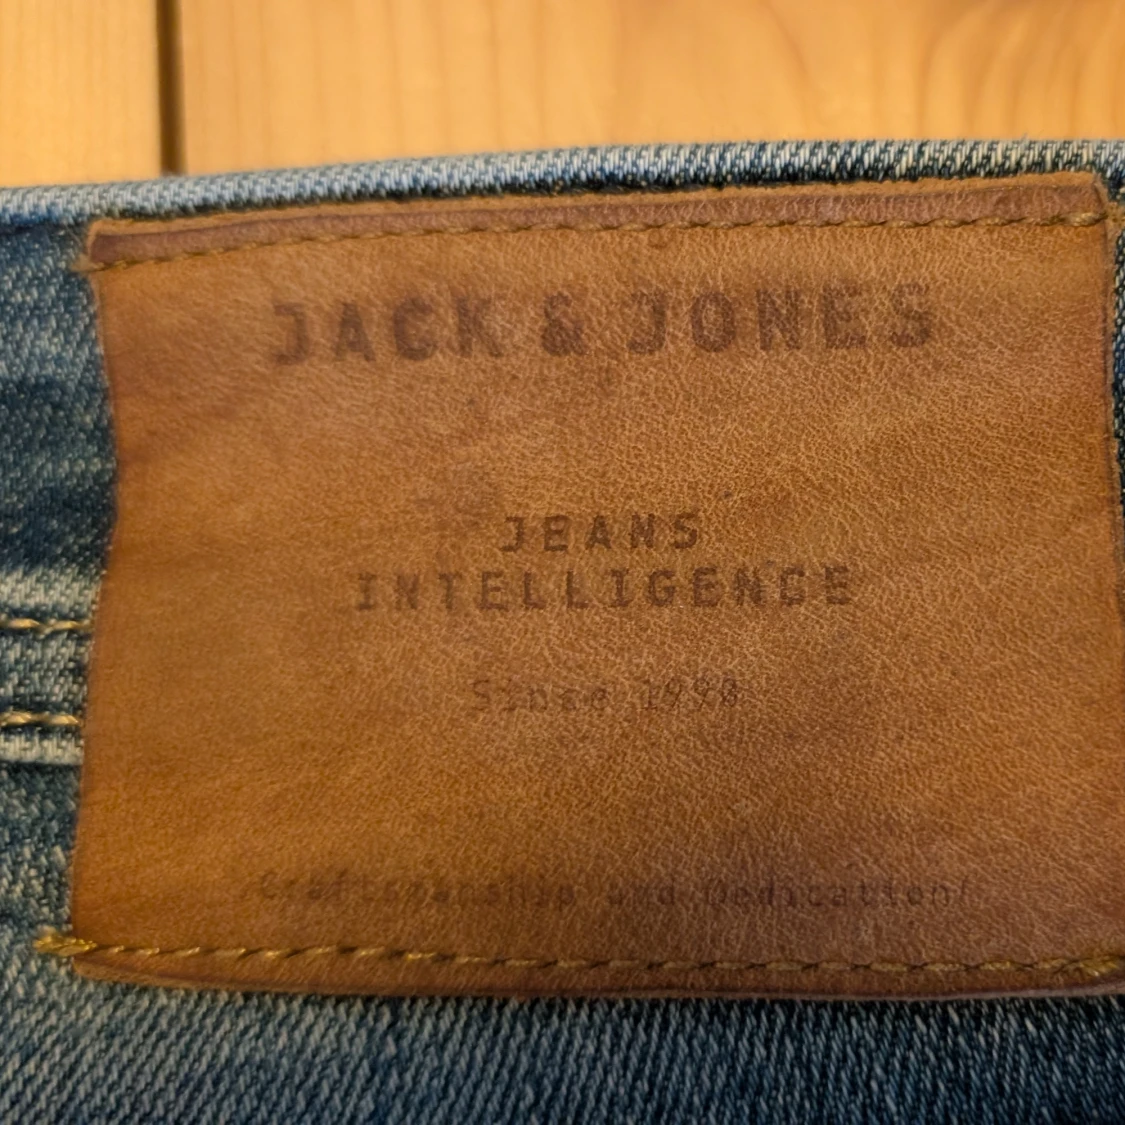 JACK & JONES
JEANS
INTELLIGENCE
Since 1990
/Craftsmanship and Dedication/